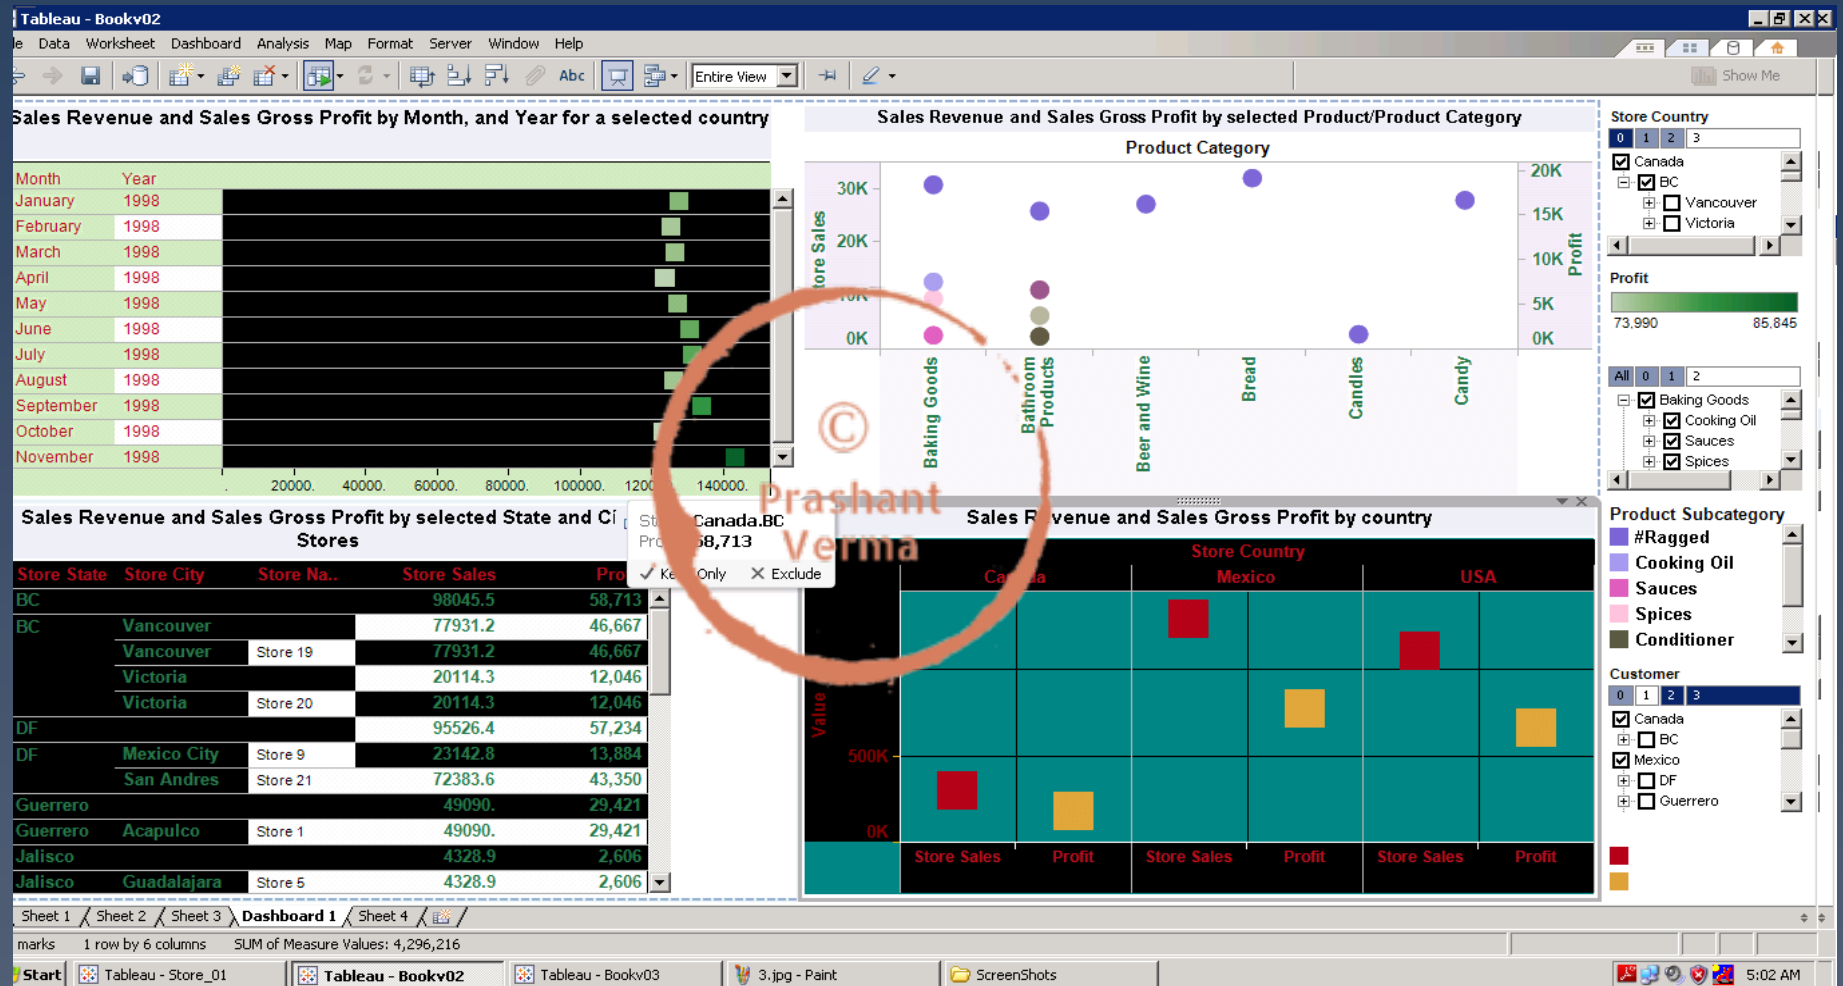 Tableau - Bookv02
le Data Worksheet Dashboard Analysis Map Format Server Window Help
Abc Entire View Show Me
Sales Revenue and Sales Gross Profit by Month, and Year for a selected country
Month Year
January 1998
February 1998
March 1998
April 1998
May 1998
June 1998
July 1998
August 1998
September 1998
October 1998
November 1998
20000. 40000. 60000. 80000. 100000. 140000.
Sales Revenue and Sales Gross Profit by selected Product/Product Category
Product Category
30K
20K
10K
0K
Store Sales
20K
15K
10K
5K
0K
Profit
Baking Goods
Bathroom
Products
Beer and Wine
Bread
Candles
Candy
Store Country
0 1 2 3
Canada
BC
Vancouver
Victoria
Profit
73,990 85,845
All 0 1 2
Baking Goods
Cooking Oil
Sauces
Spices
Product Subcategory
#Ragged
Cooking Oil
Sauces
Spices
Conditioner
Customer
0 1 2 3
Canada
BC
Mexico
DF
Guerrero
Sales Revenue and Sales Gross Profit by selected State and Ci
Stores
Store State Store City Store Na.. Store Sales Pro
BC 98045.5 58,713
BC Vancouver 77931.2 46,667
Vancouver Store 19 77931.2 46,667
Victoria 20114.3 12,046
Victoria Store 20 20114.3 12,046
DF 95526.4 57,234
DF Mexico City Store 9 23142.8 13,884
San Andres Store 21 72383.6 43,350
Guerrero 49090. 29,421
Guerrero Acapulco Store 1 49090. 29,421
Jalisco 4328.9 2,606
Jalisco Guadalajara Store 5 4328.9 2,606
Canada.BC
58,713
Only Exclude
©
Prashant
Verma
Sales Revenue and Sales Gross Profit by country
Store Country
Canada Mexico USA
Value
500K
0K
Store Sales Profit Store Sales Profit Store Sales Profit
Sheet 1 Sheet 2 Sheet 3 Dashboard 1 Sheet 4
marks 1 row by 6 columns SUM of Measure Values: 4,296,216
Start Tableau - Store_01 Tableau - Bookv02 Tableau - Bookv03 3.jpg - Paint ScreenShots 5:02 AM